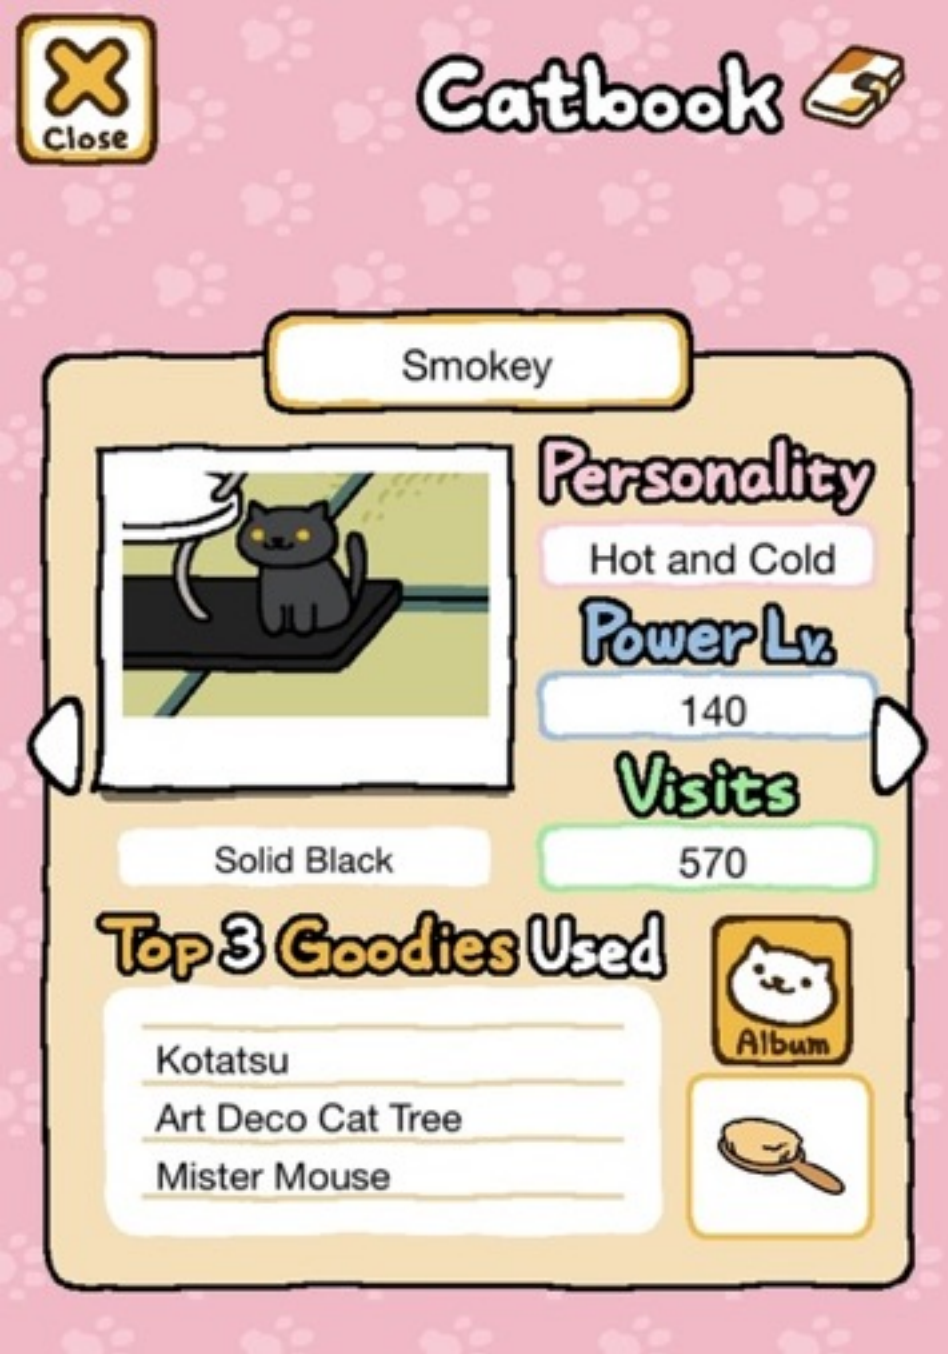 Close
Catbook
Smokey
Personality
Hot and Cold
Power Lv.
140
Visits
570
Solid Black
Top 3 Goodies Used
Kotatsu
Art Deco Cat Tree
Mister Mouse
Album